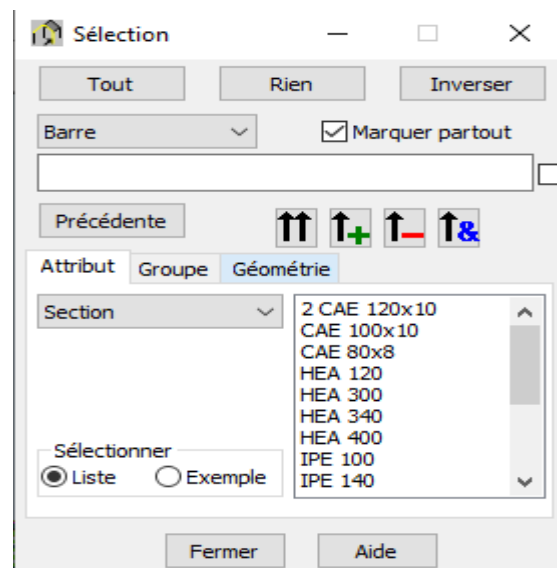 Sélection
Tout Rien Inverser
Barre Marquer partout
Précédente
Attribut Groupe Géométrie
Section
2 CAE 120x10
CAE 100x10
CAE 80x8
HEA 120
HEA 300
HEA 340
HEA 400
IPE 100
IPE 140
Sélectionner
Liste Exemple
Fermer Aide